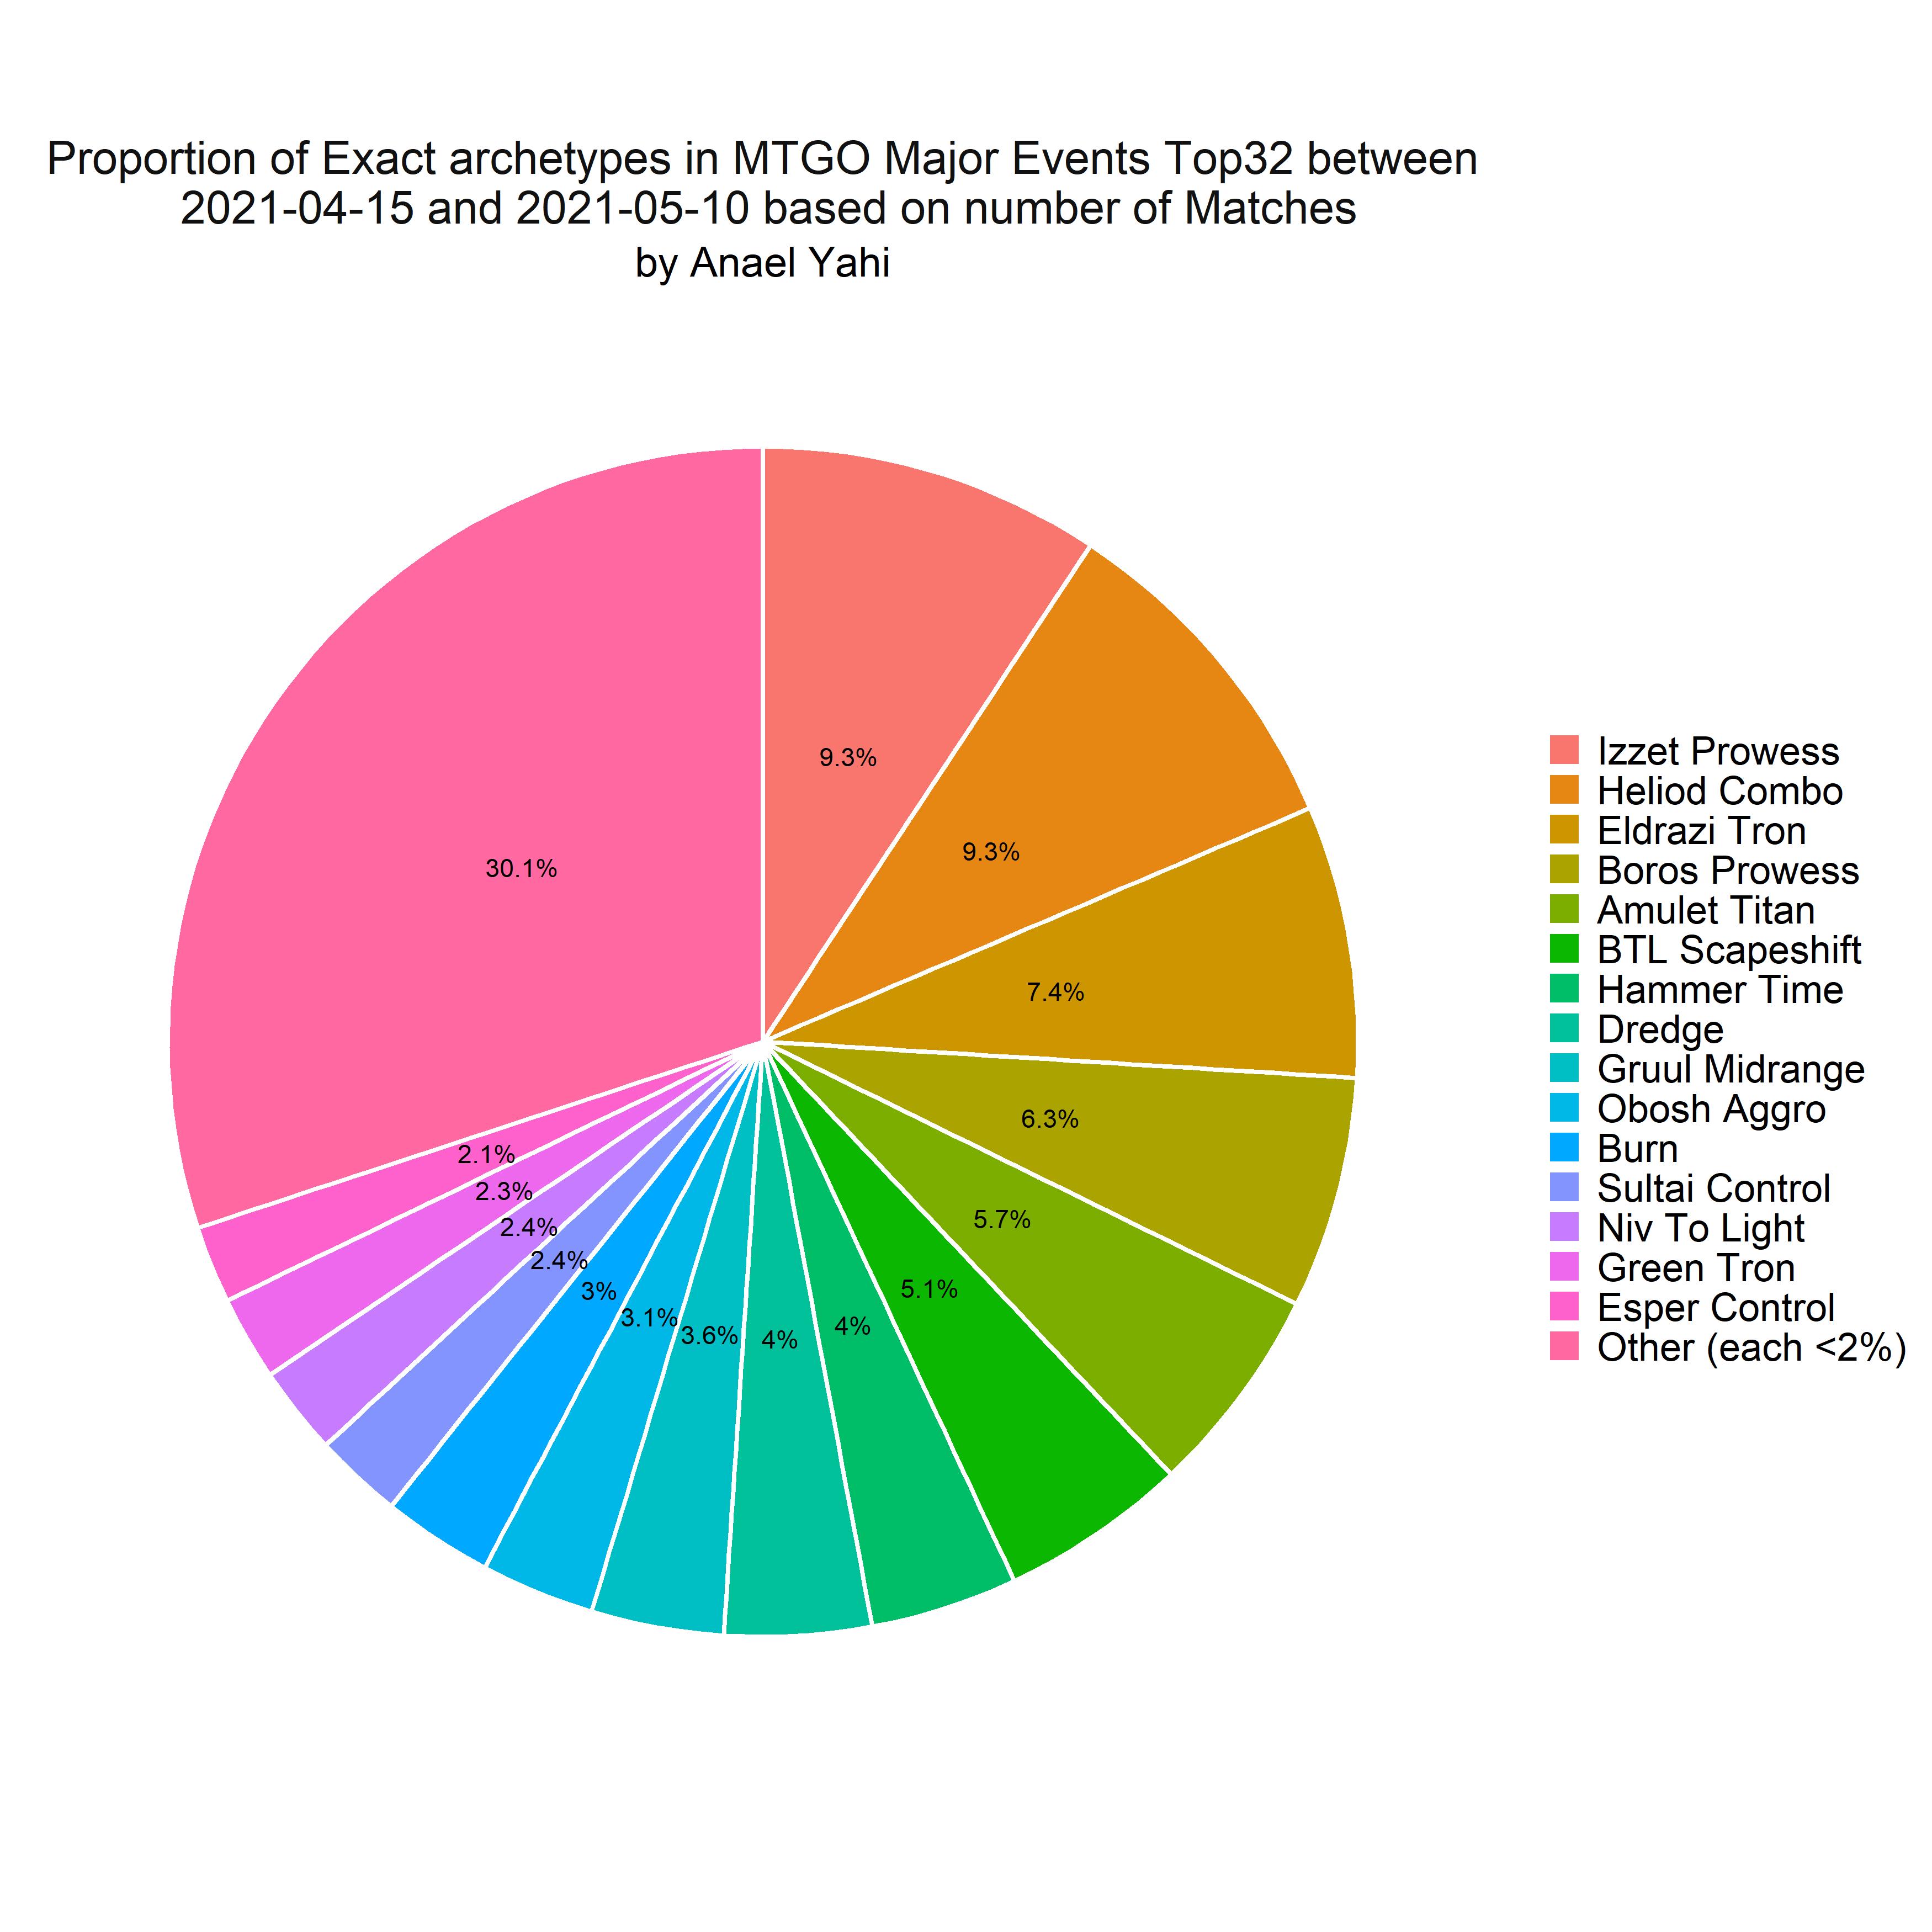 Proportion of Exact archetypes in MTGO Major Events Top32 between
2021-04-15 and 2021-05-10 based on number of Matches
by Anael Yahi
9.3%
9.3%
7.4%
6.3%
5.7%
5.1%
4%
4%
3.6%
3.1%
3%
2.4%
2.4%
2.3%
2.1%
30.1%
Izzet Prowess
Heliod Combo
Eldrazi Tron
Boros Prowess
Amulet Titan
BTL Scapeshift
Hammer Time
Dredge
Gruul Midrange
Obosh Aggro
Burn
Sultai Control
Niv To Light
Green Tron
Esper Control
Other (each <2%)